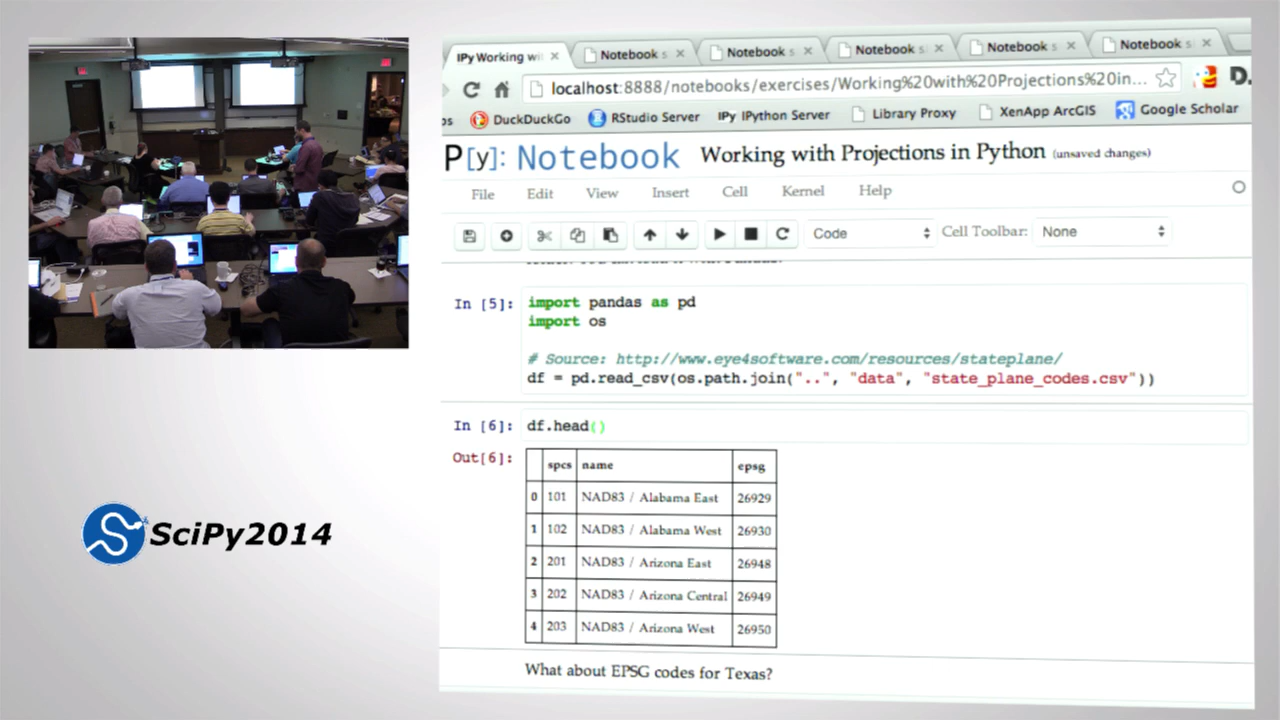 IPy Working wi
Notebook s
Notebook s
Notebook s
Notebook s
Notebook s
localhost:8888/notebooks/exercises/Working%20with%20Projections%20in...
D.
os
DuckDuckGo
RStudio Server
IPy IPython Server
Library Proxy
XenApp ArcGIS
Google Scholar
P[y]: Notebook
Working with Projections in Python (unsaved changes)
File Edit View Insert Cell Kernel Help
Code
Cell Toolbar: None
In [5]: import pandas as pd
import os
# Source: http://www.eye4software.com/resources/stateplane/
df = pd.read_csv(os.path.join("..", "data", "state_plane_codes.csv"))
In [6]: df.head()
Out[6]:
spcs name epsg
0 101 NAD83 / Alabama East 26929
1 102 NAD83 / Alabama West 26930
2 201 NAD83 / Arizona East 26948
3 202 NAD83 / Arizona Central 26949
4 203 NAD83 / Arizona West 26950
What about EPSG codes for Texas?
SciPy2014